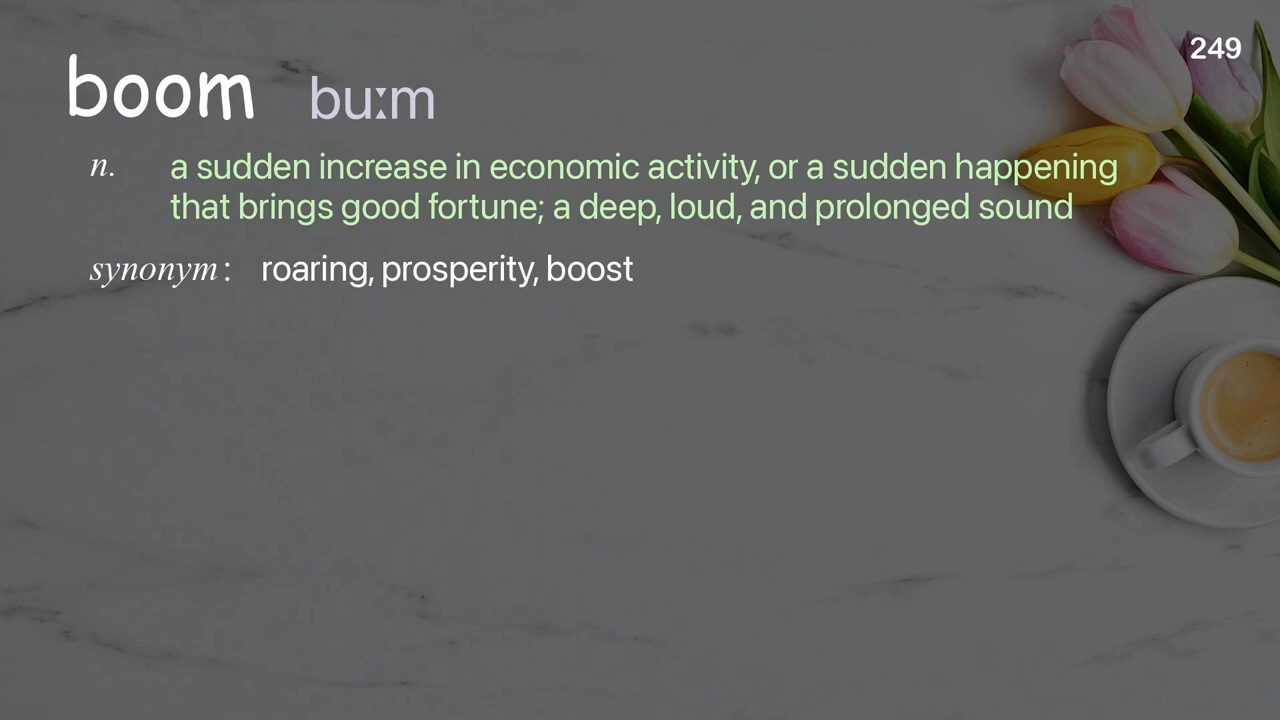 249
boom buːm
n. a sudden increase in economic activity, or a sudden happening
that brings good fortune; a deep, loud, and prolonged sound
synonym : roaring, prosperity, boost